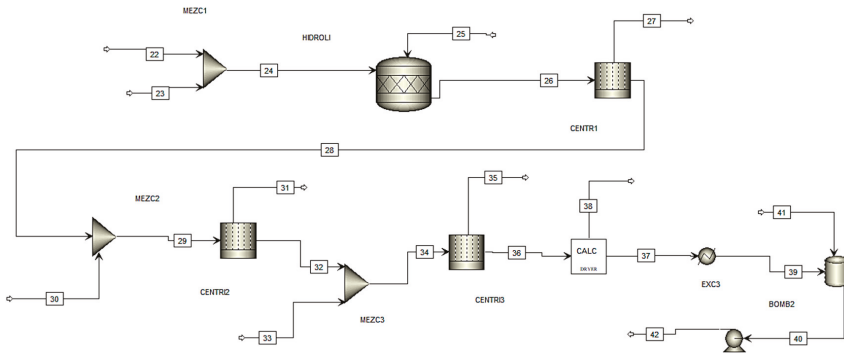 MEZC1
22
23
24
HIDROLI
25
26
27
CENTR1
28
MEZC2
29
30
31
CENTRI2
32
33
MEZC3
34
35
CENTRI3
36
38
CALC
DRYER
37
EXC3
41
39
BOMB2
40
42